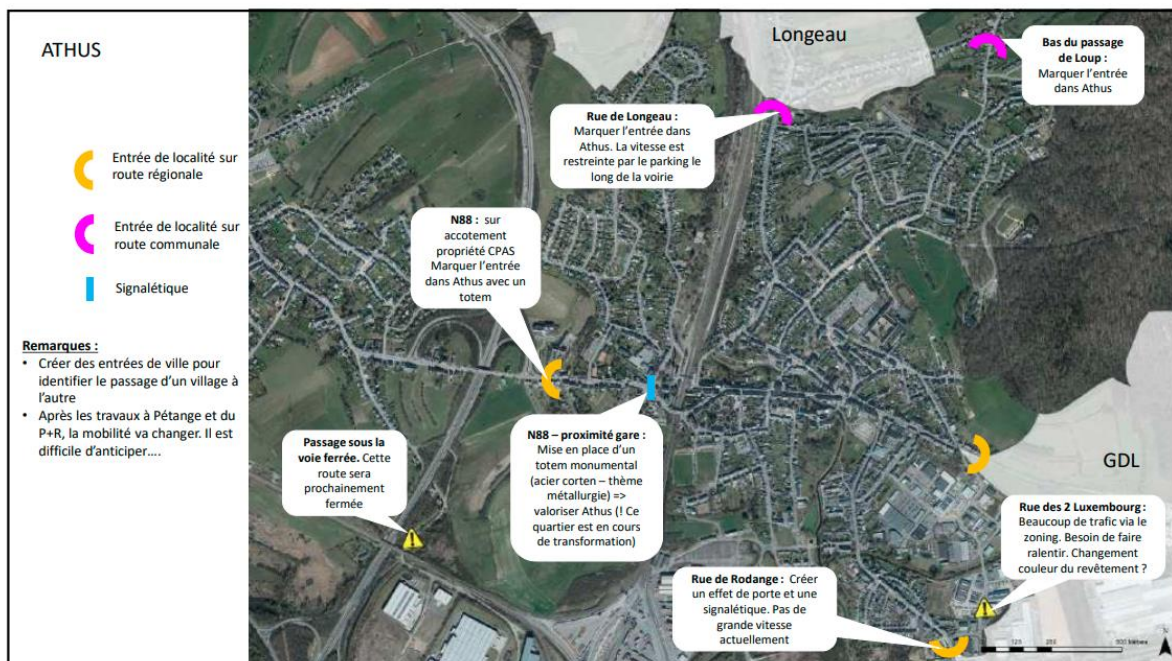 ATHUS
Entrée de localité sur
route régionale
Entrée de localité sur
route communale
Signalétique
Remarques :
• Créer des entrées de ville pour
identifier le passage d’un village à
l’autre
• Après les travaux à Pétange et du
P+R, la mobilité va changer. Il est
difficile d’anticiper….
Longeau
Bas du passage
de Loup :
Marquer l’entrée
dans Athus
Rue de Longeau :
Marquer l’entrée dans
Athus. La vitesse est
restreinte par le parking le
long de la voirie
N88 : sur
accotement
propriété CPAS
Marquer l’entrée
dans Athus avec un
totem
N88 – proximité gare :
Mise en place d’un
totem monumental
(acier corten – thème
métallurgie) =>
valoriser Athus (! Ce
quartier est en cours
de transformation)
Passage sous la
voie ferrée. Cette
route sera
prochainement
fermée
GDL
Rue des 2 Luxembourg :
Beaucoup de trafic via le
zoning. Besoin de faire
ralentir. Changement
couleur du revêtement ?
Rue de Rodange : Créer
un effet de porte et une
signalétique. Pas de
grande vitesse
actuellement
N